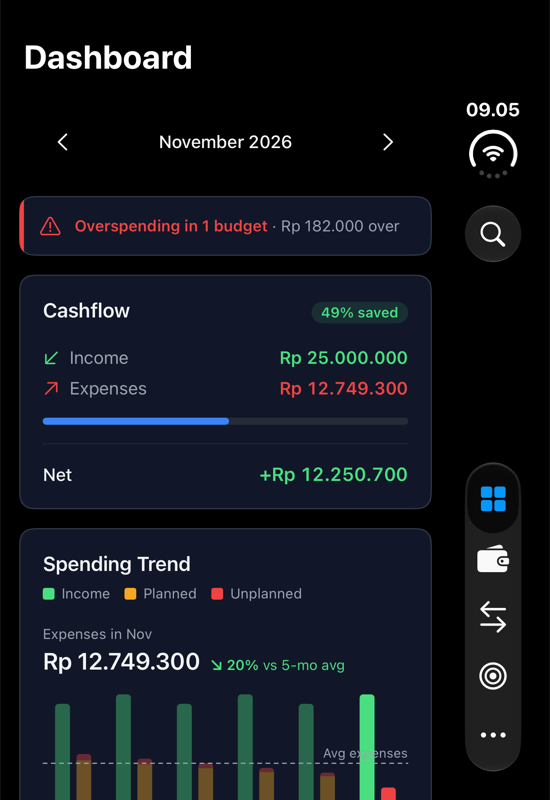 Dashboard
09.05
November 2026
Overspending in 1 budget · Rp 182.000 over
Cashflow
49% saved
Income
Rp 25.000.000
Expenses
Rp 12.749.300
Net
+Rp 12.250.700
Spending Trend
Income
Planned
Unplanned
Expenses in Nov
Rp 12.749.300
20% vs 5-mo avg
Avg expenses